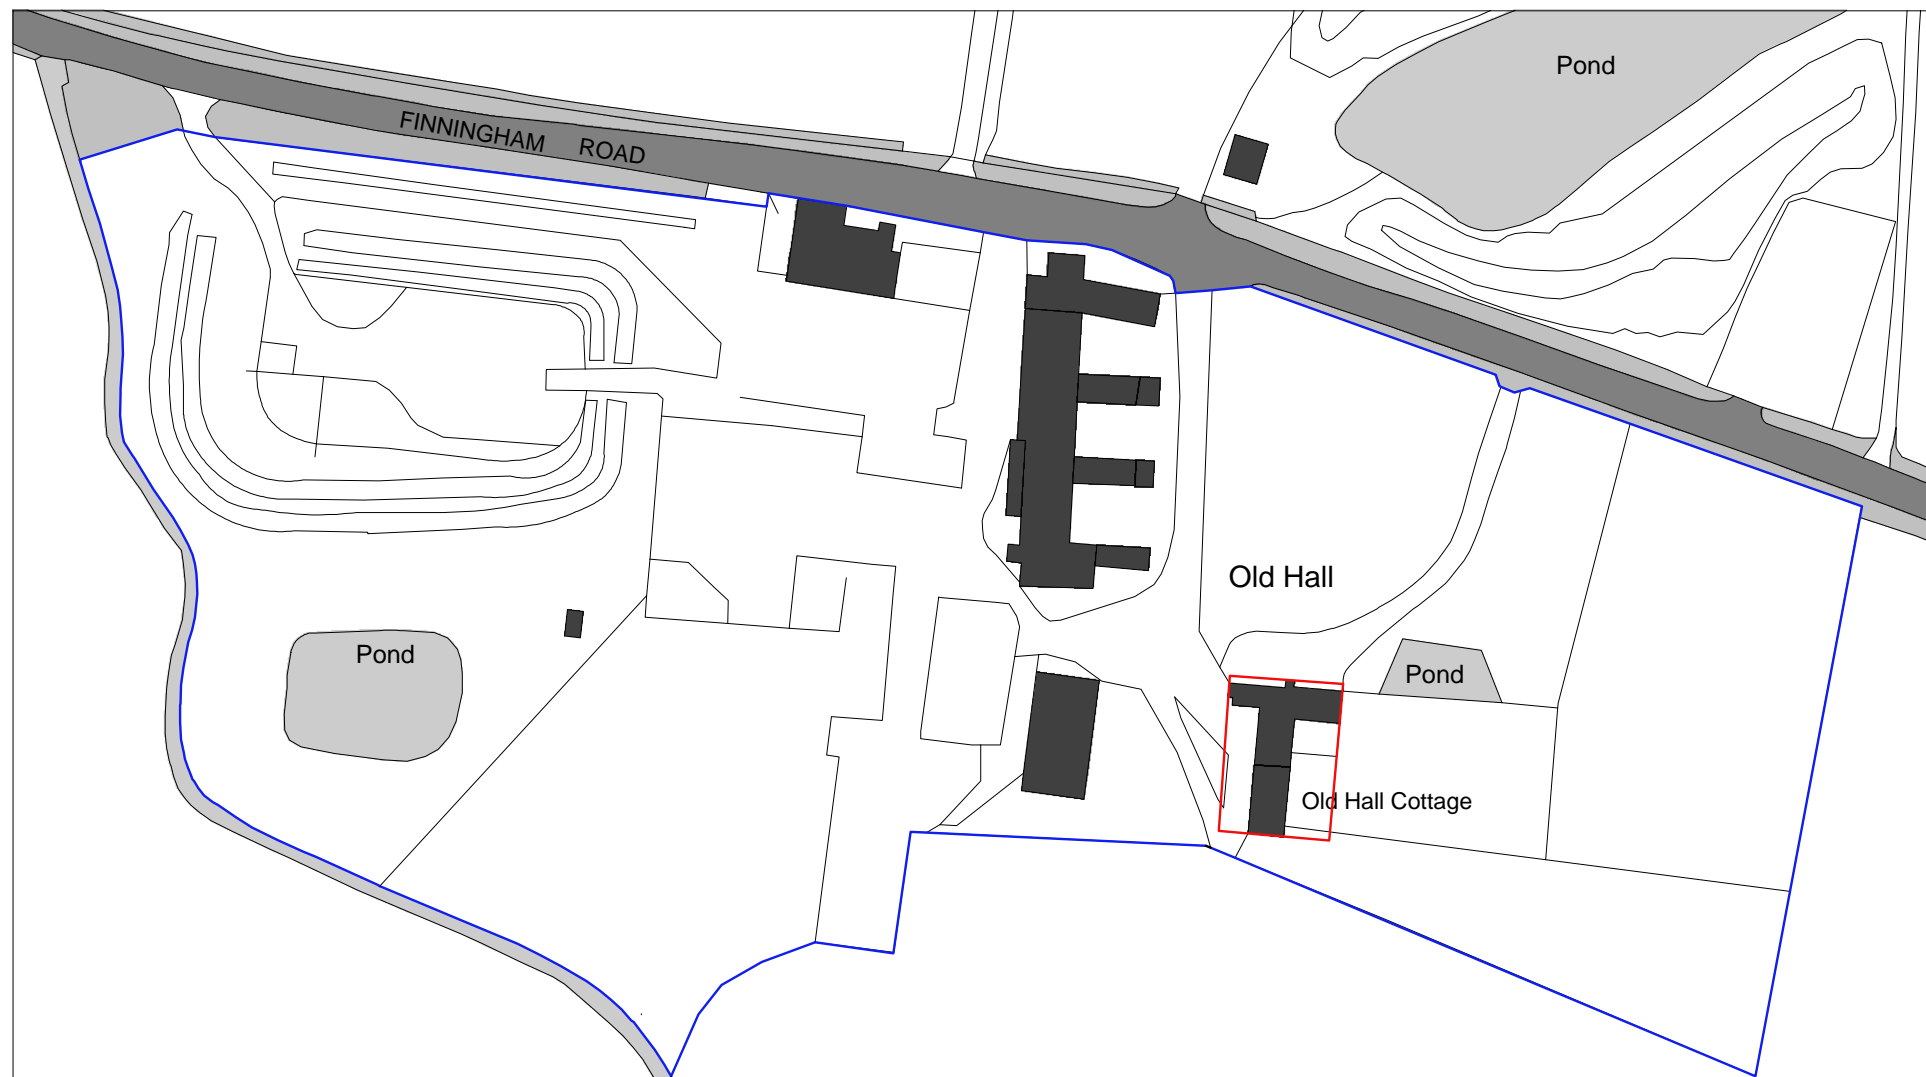 Pond
FINNINGHAM ROAD
Old Hall
Pond
Pond
Old Hall Cottage